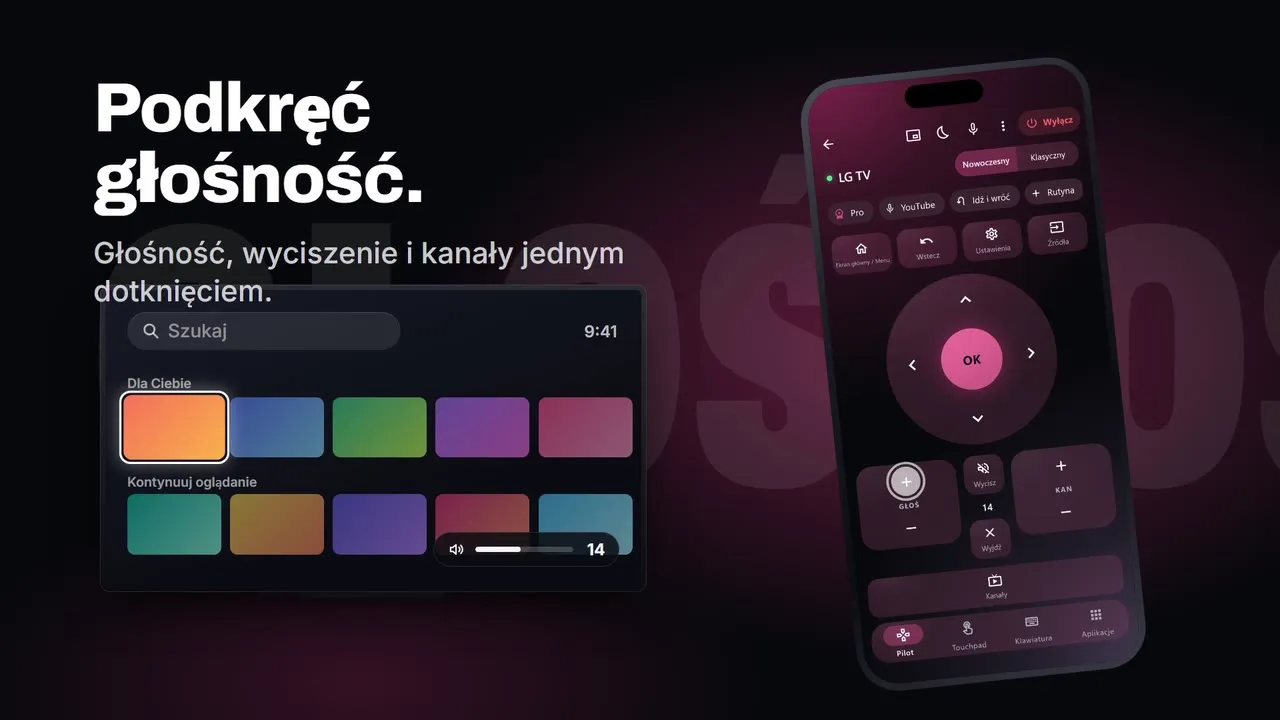 Podkręć
głośność.
Głośność, wyciszenie i kanały jednym
dotknięciem.
Szukaj
9:41
Dla Ciebie
Kontynuuj oglądanie
14
Wyłącz
LG TV
Nowoczesny
Klasyczny
Pro
YouTube
Idź i wróć
Rutyna
Ekran główny / Menu
Wstecz
Ustawienia
Źródła
OK
GŁOŚ
Wycisz
14
Wyjdź
KAN
Kanały
Pilot
Touchpad
Klawiatura
Aplikacje